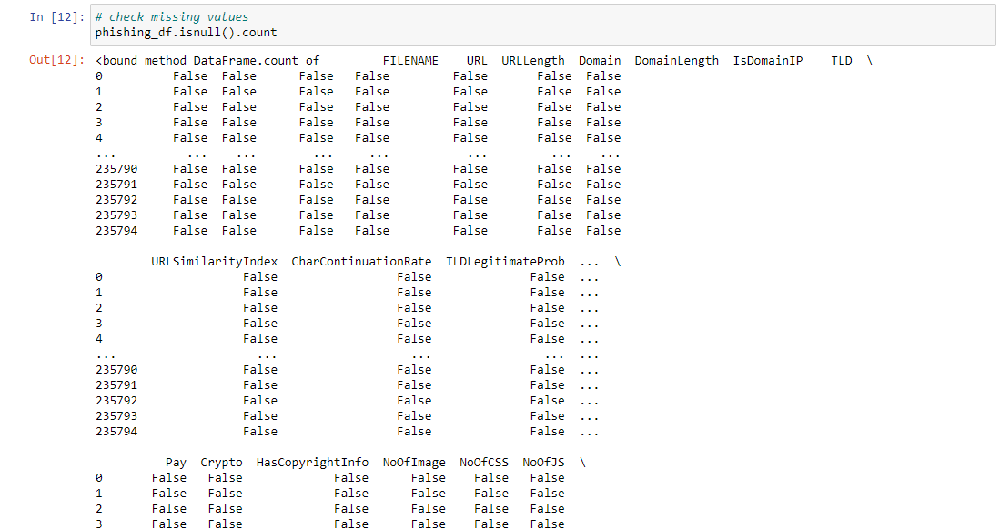 In [12]: # check missing values
phishing_df.isnull().count
Out[12]: <bound method DataFrame.count of         FILENAME    URL  URLLength  Domain  DomainLength  IsDomainIP    TLD  \
0          False  False      False   False         False       False  False
1          False  False      False   False         False       False  False
2          False  False      False   False         False       False  False
3          False  False      False   False         False       False  False
4          False  False      False   False         False       False  False
...          ...    ...        ...     ...           ...         ...    ...
235790     False  False      False   False         False       False  False
235791     False  False      False   False         False       False  False
235792     False  False      False   False         False       False  False
235793     False  False      False   False         False       False  False
235794     False  False      False   False         False       False  False
URLSimilarityIndex  CharContinuationRate  TLDLegitimateProb  ...  \
0                    False                False              False  ...
1                    False                False              False  ...
2                    False                False              False  ...
3                    False                False              False  ...
4                    False                False              False  ...
...                    ...                  ...                ...  ...
235790               False                False              False  ...
235791               False                False              False  ...
235792               False                False              False  ...
235793               False                False              False  ...
235794               False                False              False  ...
Pay  Crypto  HasCopyrightInfo  NoOfImage  NoOfCSS  NoOfJS  \
0       False   False             False      False    False   False
1       False   False             False      False    False   False
2       False   False             False      False    False   False
3       False   False             False      False    False   False